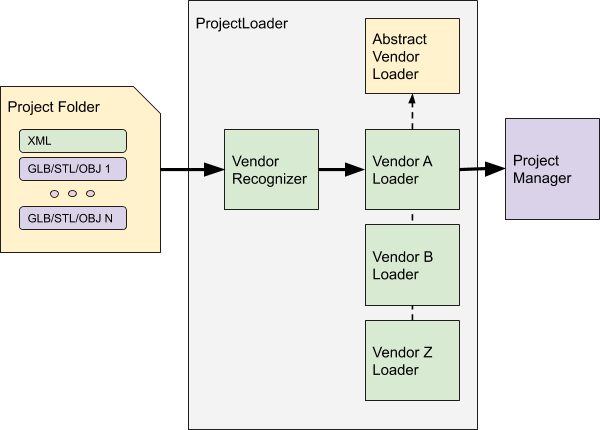 ProjectLoader
Abstract
Vendor
Loader
Project Folder
XML
GLB/STL/OBJ 1
GLB/STL/OBJ N
Vendor
Recognizer
Vendor A
Loader
Project
Manager
Vendor B
Loader
Vendor Z
Loader